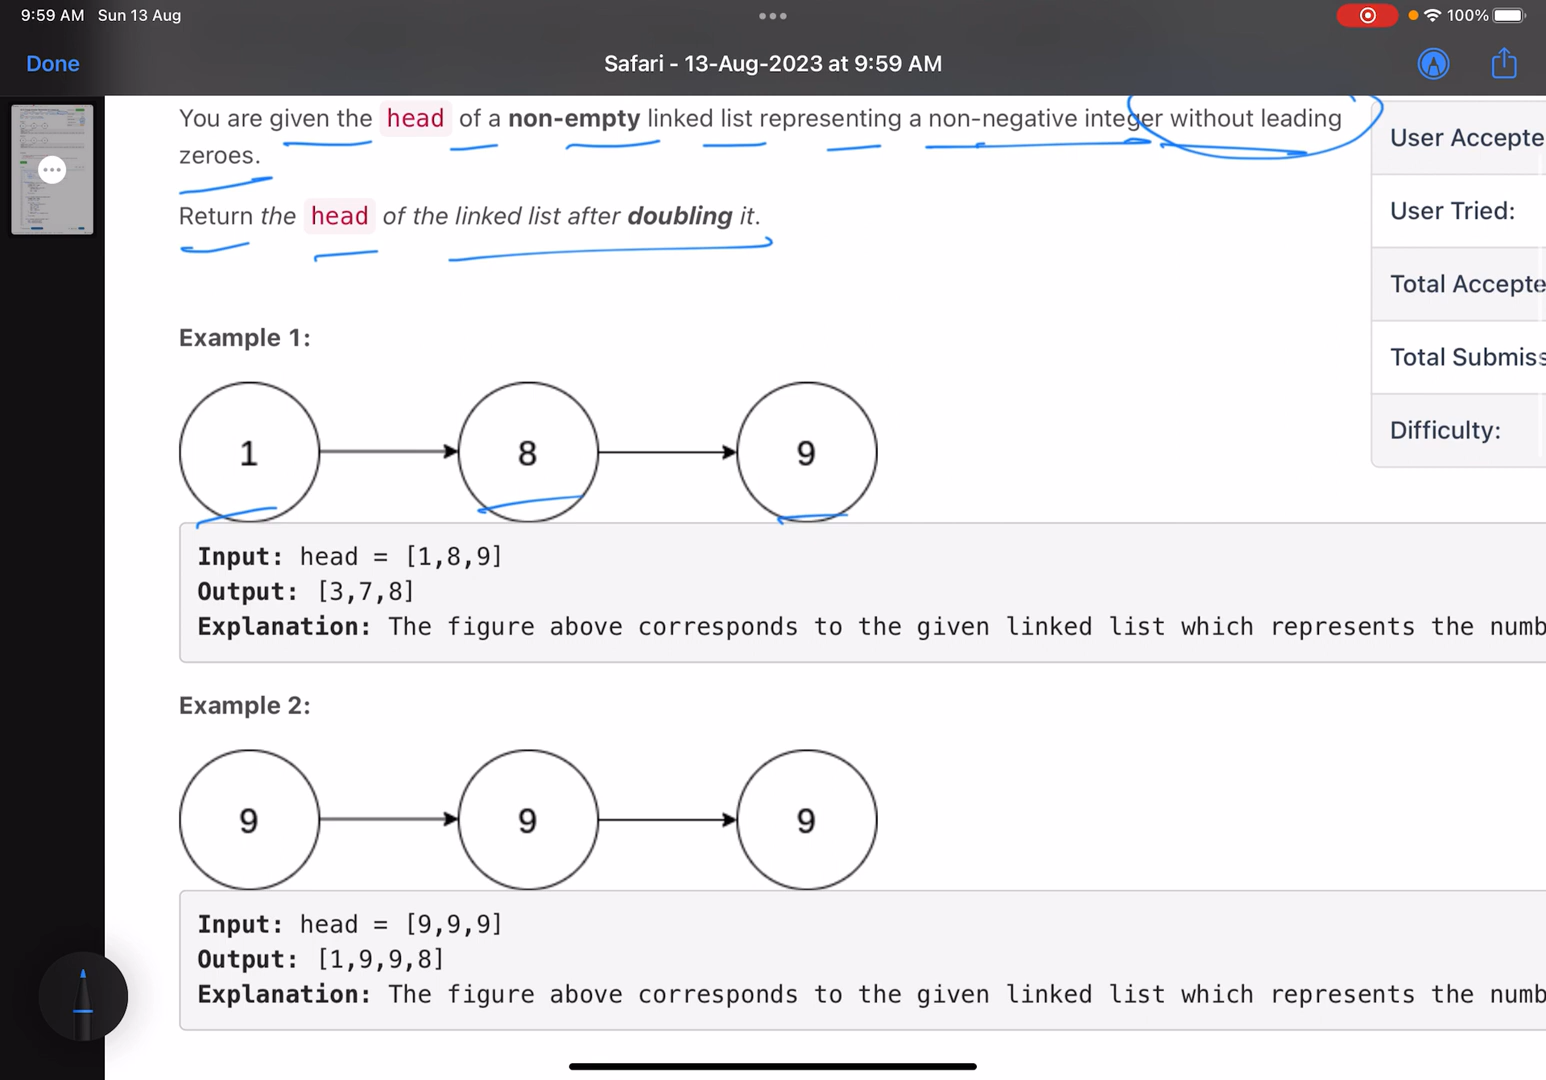 9:59 AM Sun 13 Aug
100%
Done
Safari - 13-Aug-2023 at 9:59 AM
You are given the head of a non-empty linked list representing a non-negative integer without leading
zeroes.
Return the head of the linked list after doubling it.
User Accepte
User Tried:
Total Accepte
Total Submiss
Difficulty:
Example 1:
1 8 9
Input: head = [1,8,9]
Output: [3,7,8]
Explanation: The figure above corresponds to the given linked list which represents the numb
Example 2:
9 9 9
Input: head = [9,9,9]
Output: [1,9,9,8]
Explanation: The figure above corresponds to the given linked list which represents the numb